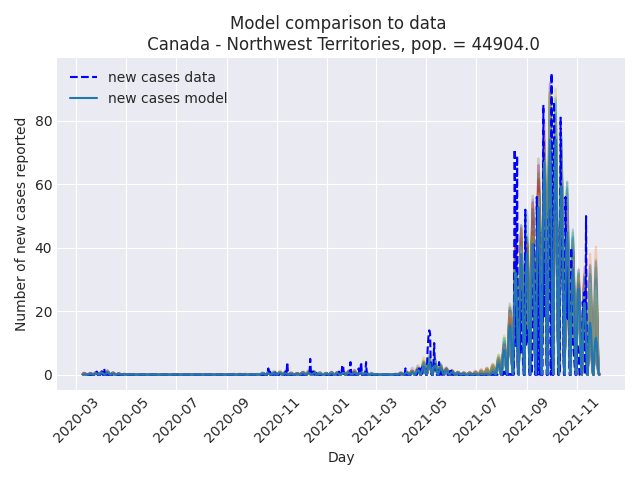 Model comparison to data
Canada - Northwest Territories, pop. = 44904.0
new cases data
new cases model
Number of new cases reported
80
60
40
20
0
2020-03
2020-05
2020-07
2020-09
2020-11
2021-01
2021-03
2021-05
2021-07
2021-09
2021-11
Day